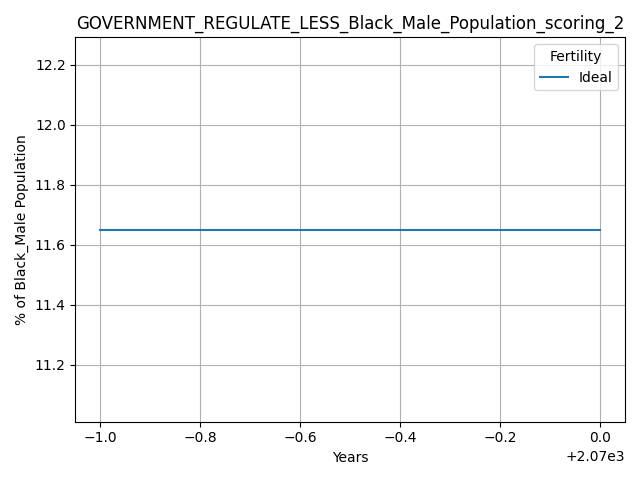 GOVERNMENT_REGULATE_LESS_Black_Male_Population_scoring_2
Fertility
Ideal
12.2
12.0
11.8
11.6
11.4
11.2
% of Black_Male Population
−1.0 −0.8 −0.6 −0.4 −0.2 0.0
Years
+2.07e3